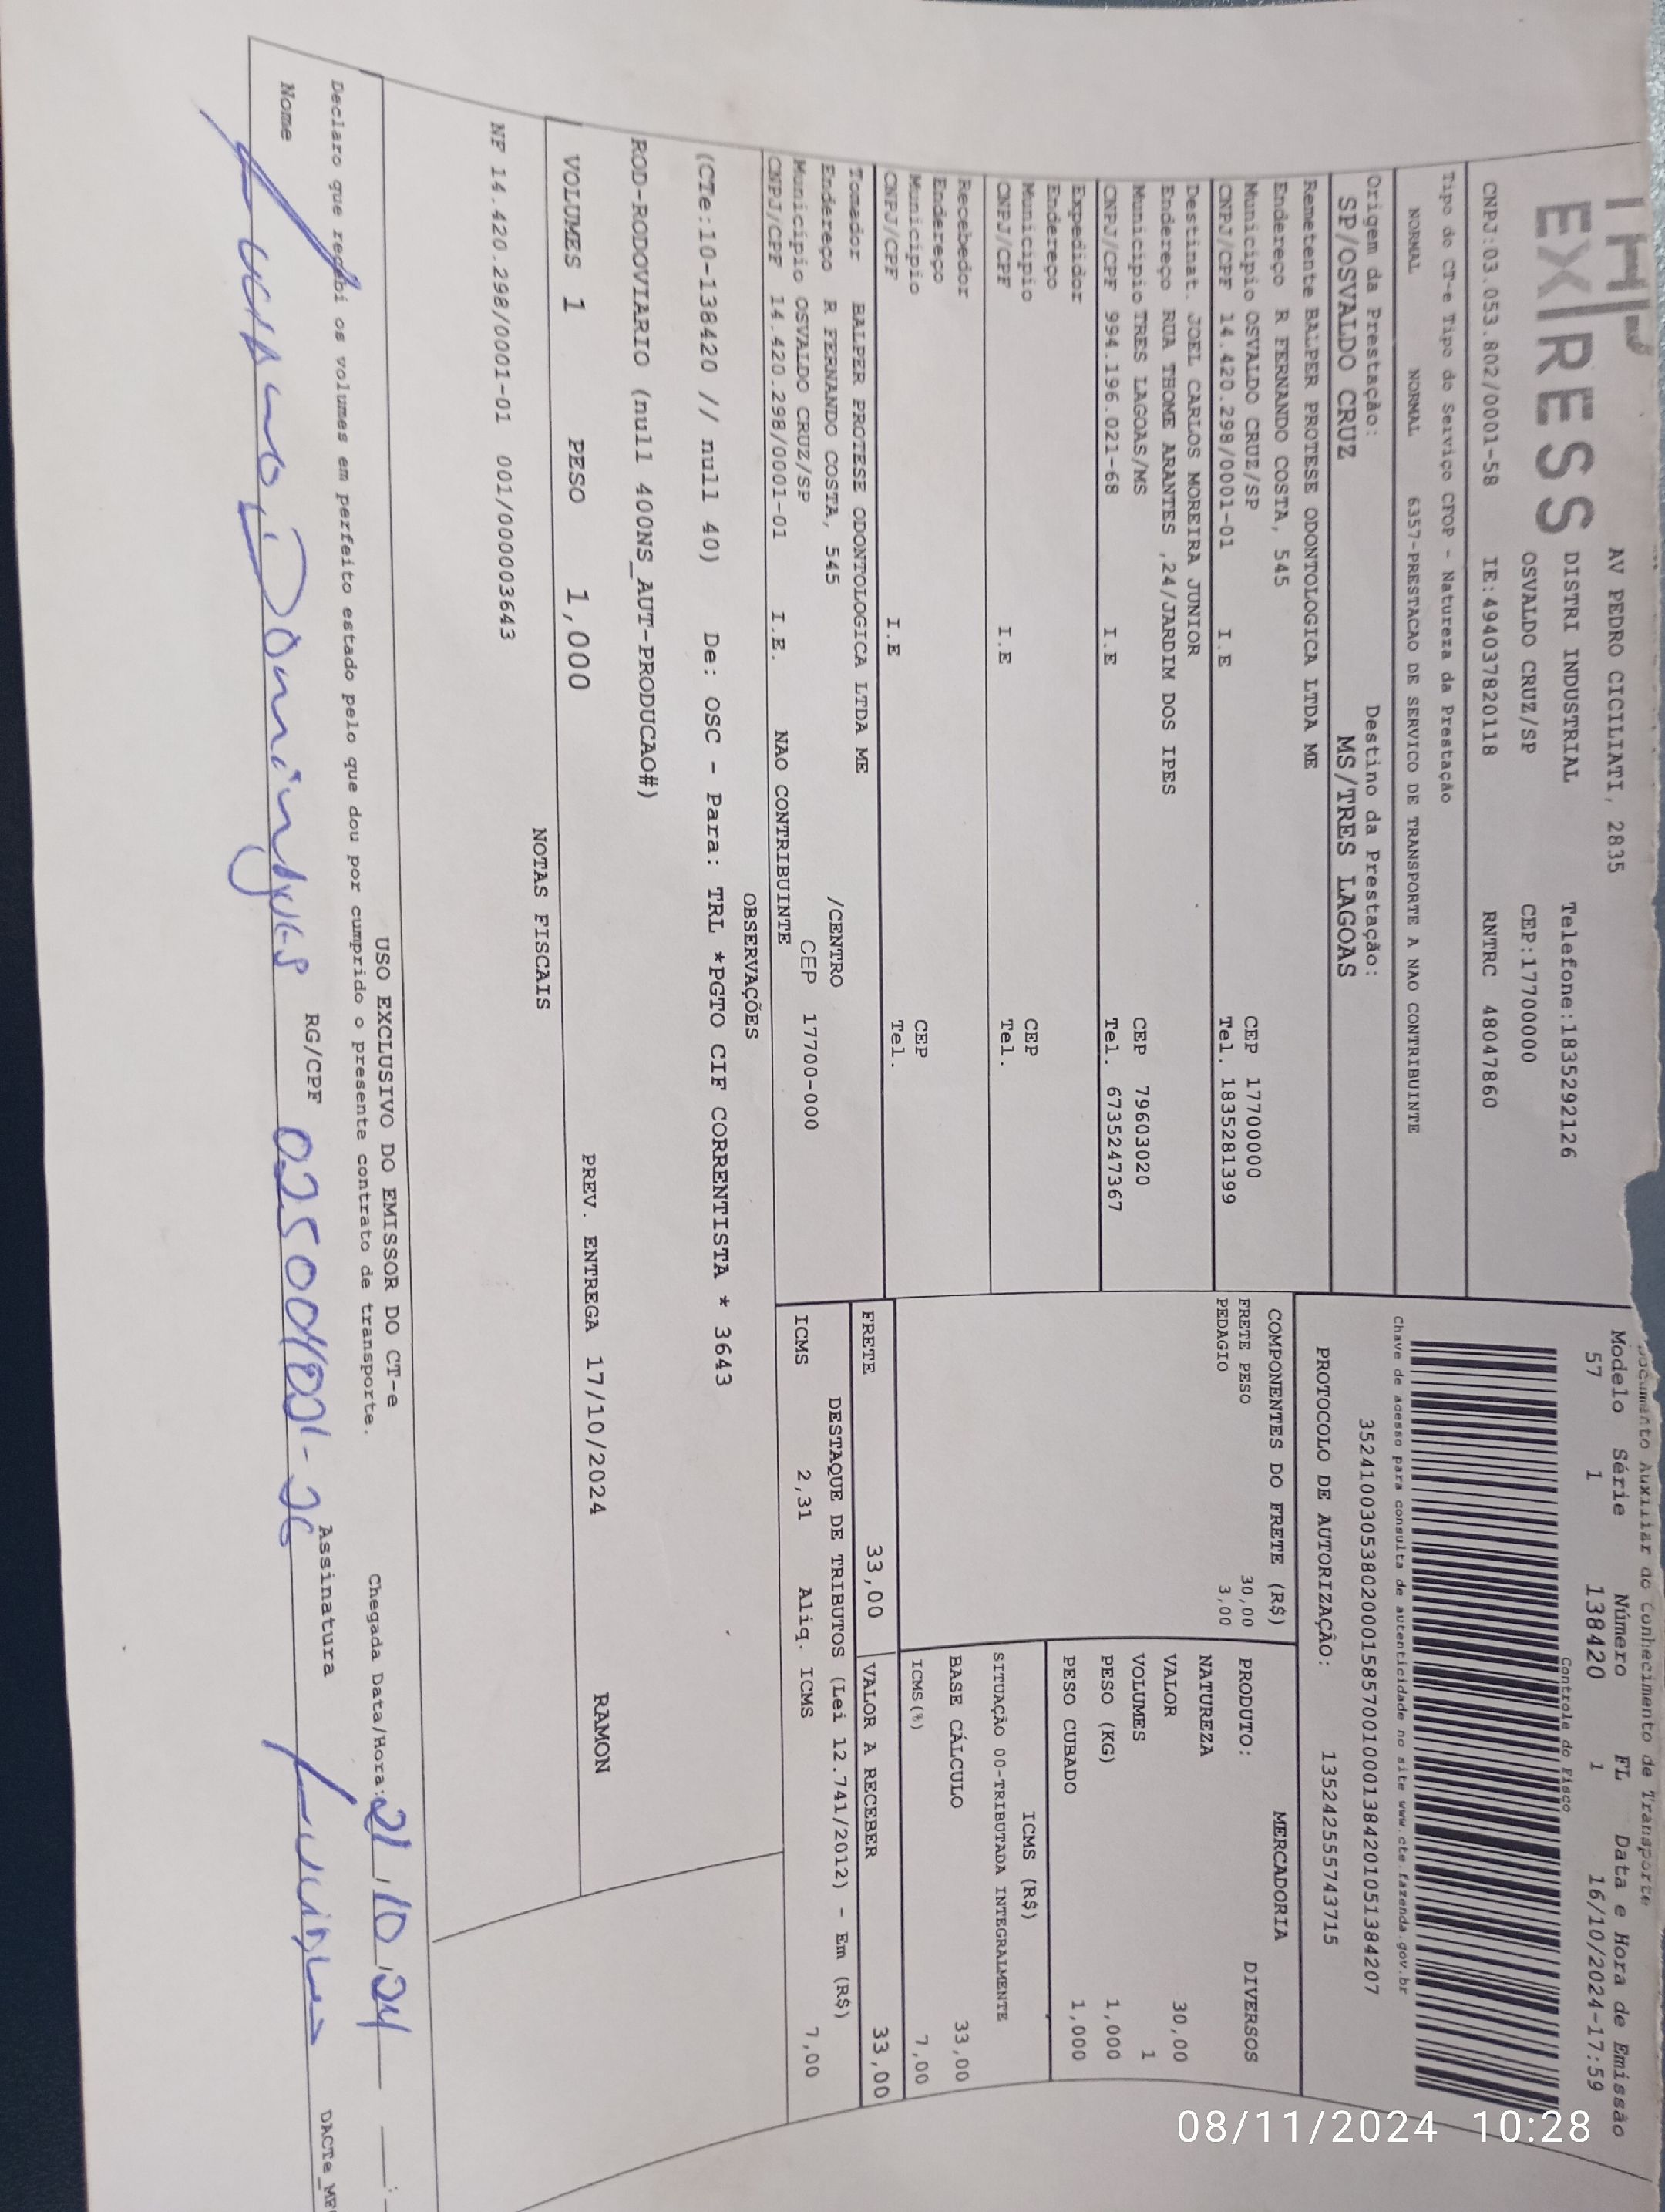 EXPRESS
AV PEDRO CICILIATI, 2835
DISTRI INDUSTRIAL Telefone:1835292126
OSVALDO CRUZ/SP CEP:17700000
CNPJ:03.053.802/0001-58 IE:494037820118 RNTRC 48047860
Tipo do CT-e Tipo do Serviço CFOP - Natureza da Prestação
NORMAL NORMAL 6357-PRESTACAO DE SERVICO DE TRANSPORTE A NAO CONTRIBUINTE
Origem da Prestação: Destino da Prestação:
SP/OSVALDO CRUZ MS/TRES LAGOAS
Remetente BALPER PROTESE ODONTOLOGICA LTDA ME
Endereço R FERNANDO COSTA, 545
Municipio OSVALDO CRUZ/SP CEP 17700000
CNPJ/CPF 14.420.298/0001-01 I.E Tel. 1835281399
Destinat. JOEL CARLOS MOREIRA JUNIOR
Endereço RUA THOME ARANTES ,24/JARDIM DOS IPES
Municipio TRES LAGOAS/MS CEP 79603020
CNPJ/CPF 994.196.021-68 I.E Tel. 6735247367
Expedidor
Endereço
Municipio CEP
CNPJ/CPF I.E Tel.
Recebedor
Endereço
Municipio CEP
CNPJ/CPF I.E Tel.
Tomador BALPER PROTESE ODONTOLOGICA LTDA ME
Endereço R FERNANDO COSTA, 545 /CENTRO
Municipio OSVALDO CRUZ/SP CEP 17700-000
CNPJ/CPF 14.420.298/0001-01 I.E. NAO CONTRIBUINTE
Documento Auxiliar do Conhecimento de Transporte
Modelo Série Número FL Data e Hora de Emissão
57 1 138420 1 16/10/2024-17:59
Controle do Fisco
Chave de acesso para consulta de autenticidade no site www.cte.fazenda.gov.br
35241003053802000158570010001384201051384207
PROTOCOLO DE AUTORIZAÇÃO: 135242555743715
COMPONENTES DO FRETE (R$)
FRETE PESO 30,00
PEDAGIO 3,00
MERCADORIA
PRODUTO: DIVERSOS
NATUREZA
VALOR 30,00
VOLUMES 1
PESO (KG) 1,000
PESO CUBADO 1,000
ICMS (R$)
SITUAÇÃO 00-TRIBUTADA INTEGRALMENTE
BASE CÁLCULO 33,00
ICMS(%) 7,00
FRETE 33,00 VALOR A RECEBER 33,00
DESTAQUE DE TRIBUTOS (Lei 12.741/2012) - Em (R$)
ICMS 2,31 Aliq. ICMS 7,00
OBSERVAÇÕES
(CTe:10-138420 // null 40) De: OSC - Para: TRL *PGTO CIF CORRENTISTA * 3643
ROD-RODOVIARIO (null 400NS_AUT-PRODUCAO#)
VOLUMES 1 PESO 1,000 PREV. ENTREGA 17/10/2024 RAMON
NOTAS FISCAIS
NF 14.420.298/0001-01 001/000003643
USO EXCLUSIVO DO EMISSOR DO CT-e
Declaro que recebi os volumes em perfeito estado pelo que dou por cumprido o presente contrato de transporte.
Chegada Data/Hora: 21/10/24
Nome Domingues RG/CPF Assinatura
08/11/2024 10:28